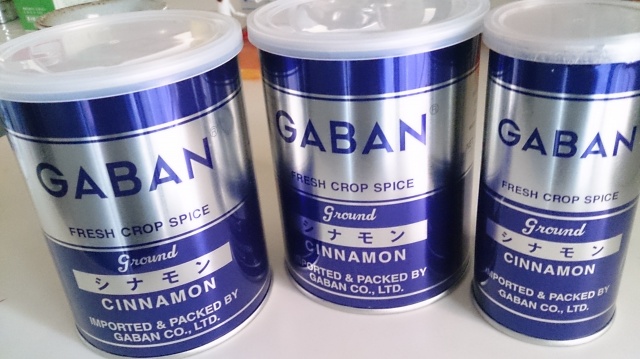 GABAN®
FRESH CROP SPICE
Ground
シナモン
CINNAMON
IMPORTED & PACKED BY
GABAN CO., LTD.
GABAN®
FRESH CROP SPICE
Ground
シナモン
CINNAMON
IMPORTED & PACKED BY
GABAN CO., LTD.
GABAN
FRESH CROP SPICE
Ground
シナモン
CINNAMON
IMPORTED & PACKED BY
GABAN CO., LTD.